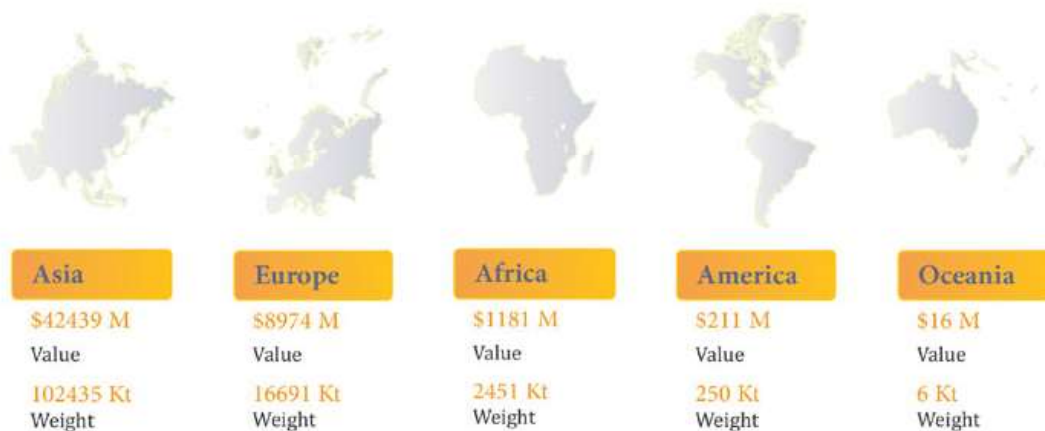 Asia
$42439 M
Value
102435 Kt
Weight
Europe
$8974 M
Value
16691 Kt
Weight
Africa
$1181 M
Value
2451 Kt
Weight
America
$211 M
Value
250 Kt
Weight
Oceania
$16 M
Value
6 Kt
Weight